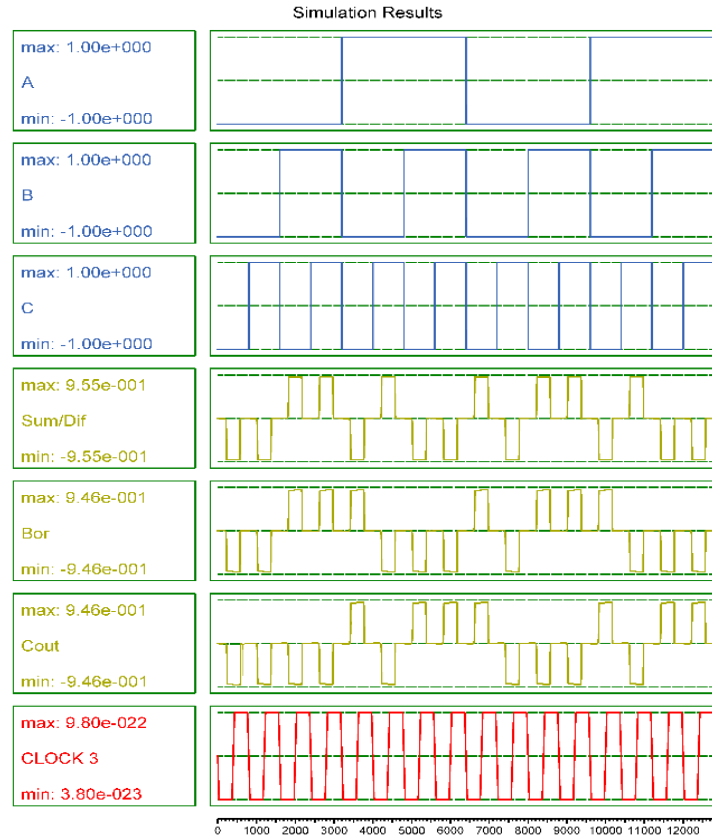 Simulation Results
max: 1.00e+000
A
min: -1.00e+000
max: 1.00e+000
B
min: -1.00e+000
max: 1.00e+000
C
min: -1.00e+000
max: 9.55e-001
Sum/Dif
min: -9.55e-001
max: 9.46e-001
Bor
min: -9.46e-001
max: 9.46e-001
Cout
min: -9.46e-001
max: 9.80e-022
CLOCK 3
min: 3.80e-023
0 1000 2000 3000 4000 5000 6000 7000 8000 9000 10000 11000 12000